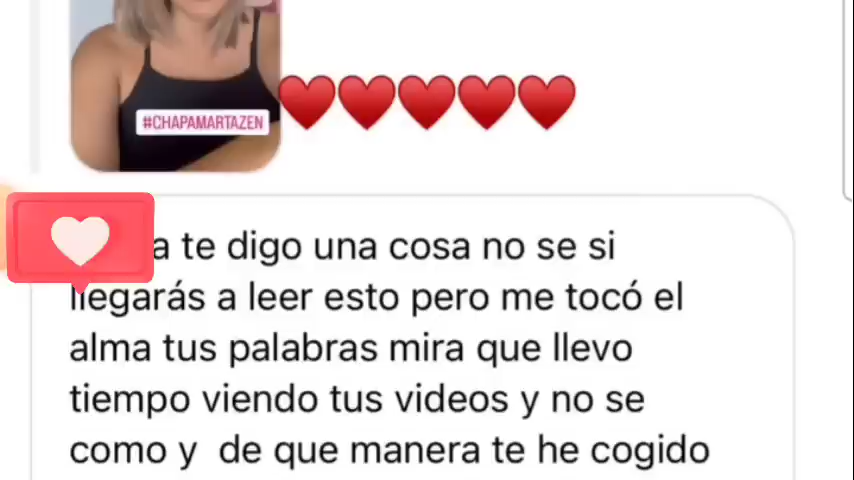 #CHAPAMARTAZEN
a te digo una cosa no se si
llegarás a leer esto pero me tocó el
alma tus palabras mira que llevo
tiempo viendo tus videos y no se
como y de que manera te he cogido